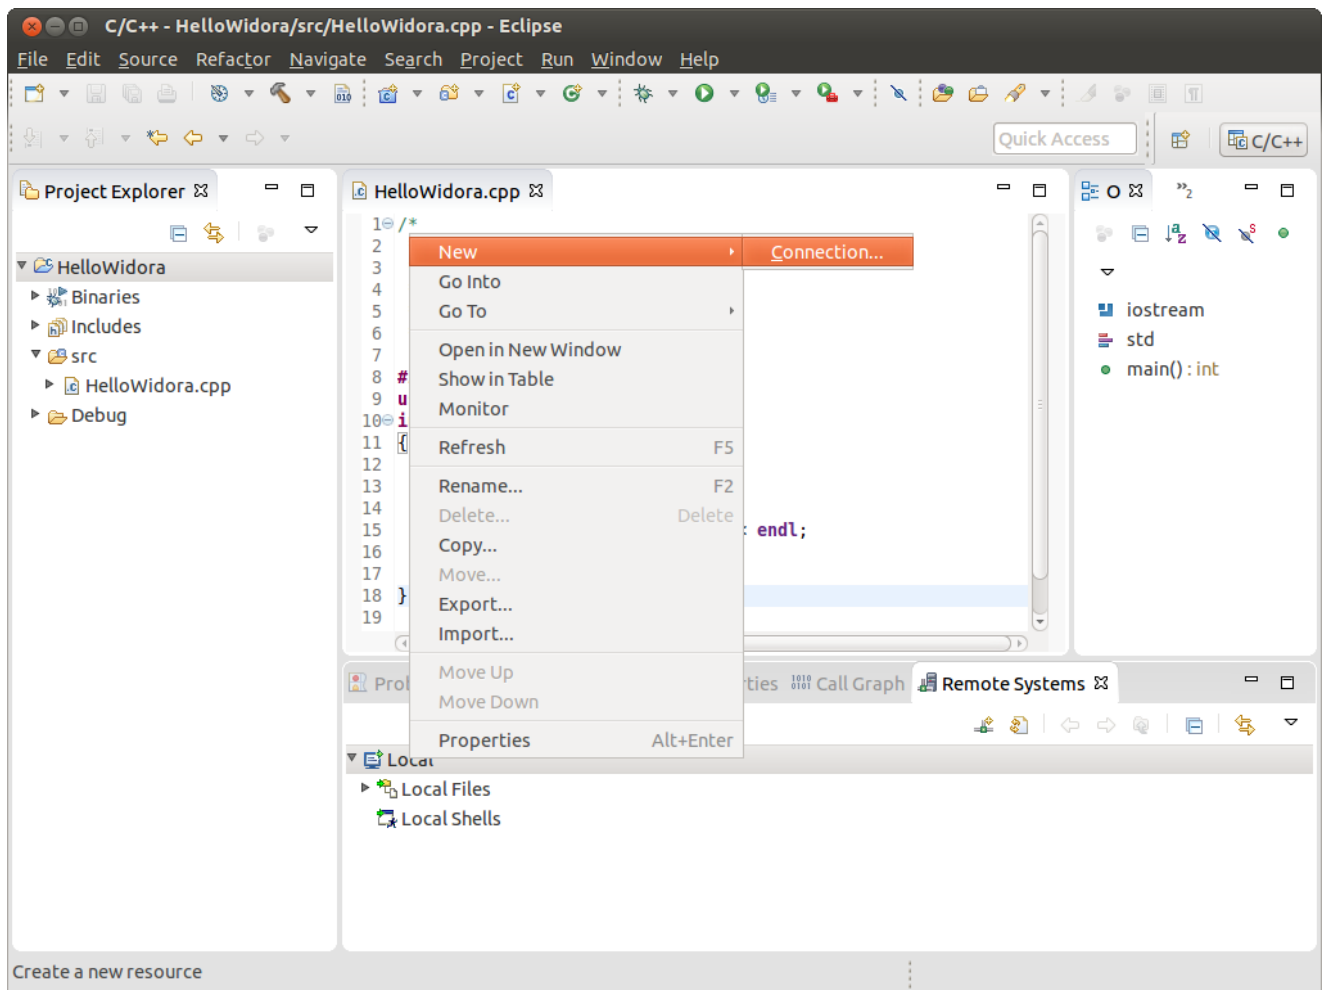 C/C++ - HelloWidora/src/HelloWidora.cpp - Eclipse
File Edit Source Refactor Navigate Search Project Run Window Help
Quick Access
C/C++
Project Explorer
HelloWidora
Binaries
Includes
src
HelloWidora.cpp
Debug
HelloWidora.cpp
1 /*
2
3
4
5
6
7
8 #
9 u
10 i
11 {
12
13
14
15 endl;
16
17
18 }
19
New
Go Into
Go To
Open in New Window
Show in Table
Monitor
Refresh F5
Rename... F2
Delete... Delete
Copy...
Move...
Export...
Import...
Move Up
Move Down
Properties Alt+Enter
Connection...
O
»2
iostream
std
main() : int
Prol
ties
Call Graph
Remote Systems
Local
Local Files
Local Shells
Create a new resource